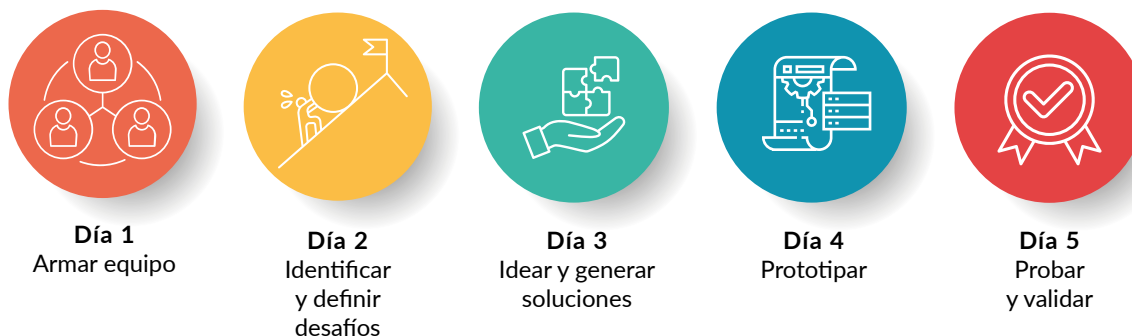 Día 1
Armar equipo
Día 2
Identificar
y definir
desafíos
Día 3
Idear y generar
soluciones
Día 4
Prototipar
Día 5
Probar
y validar